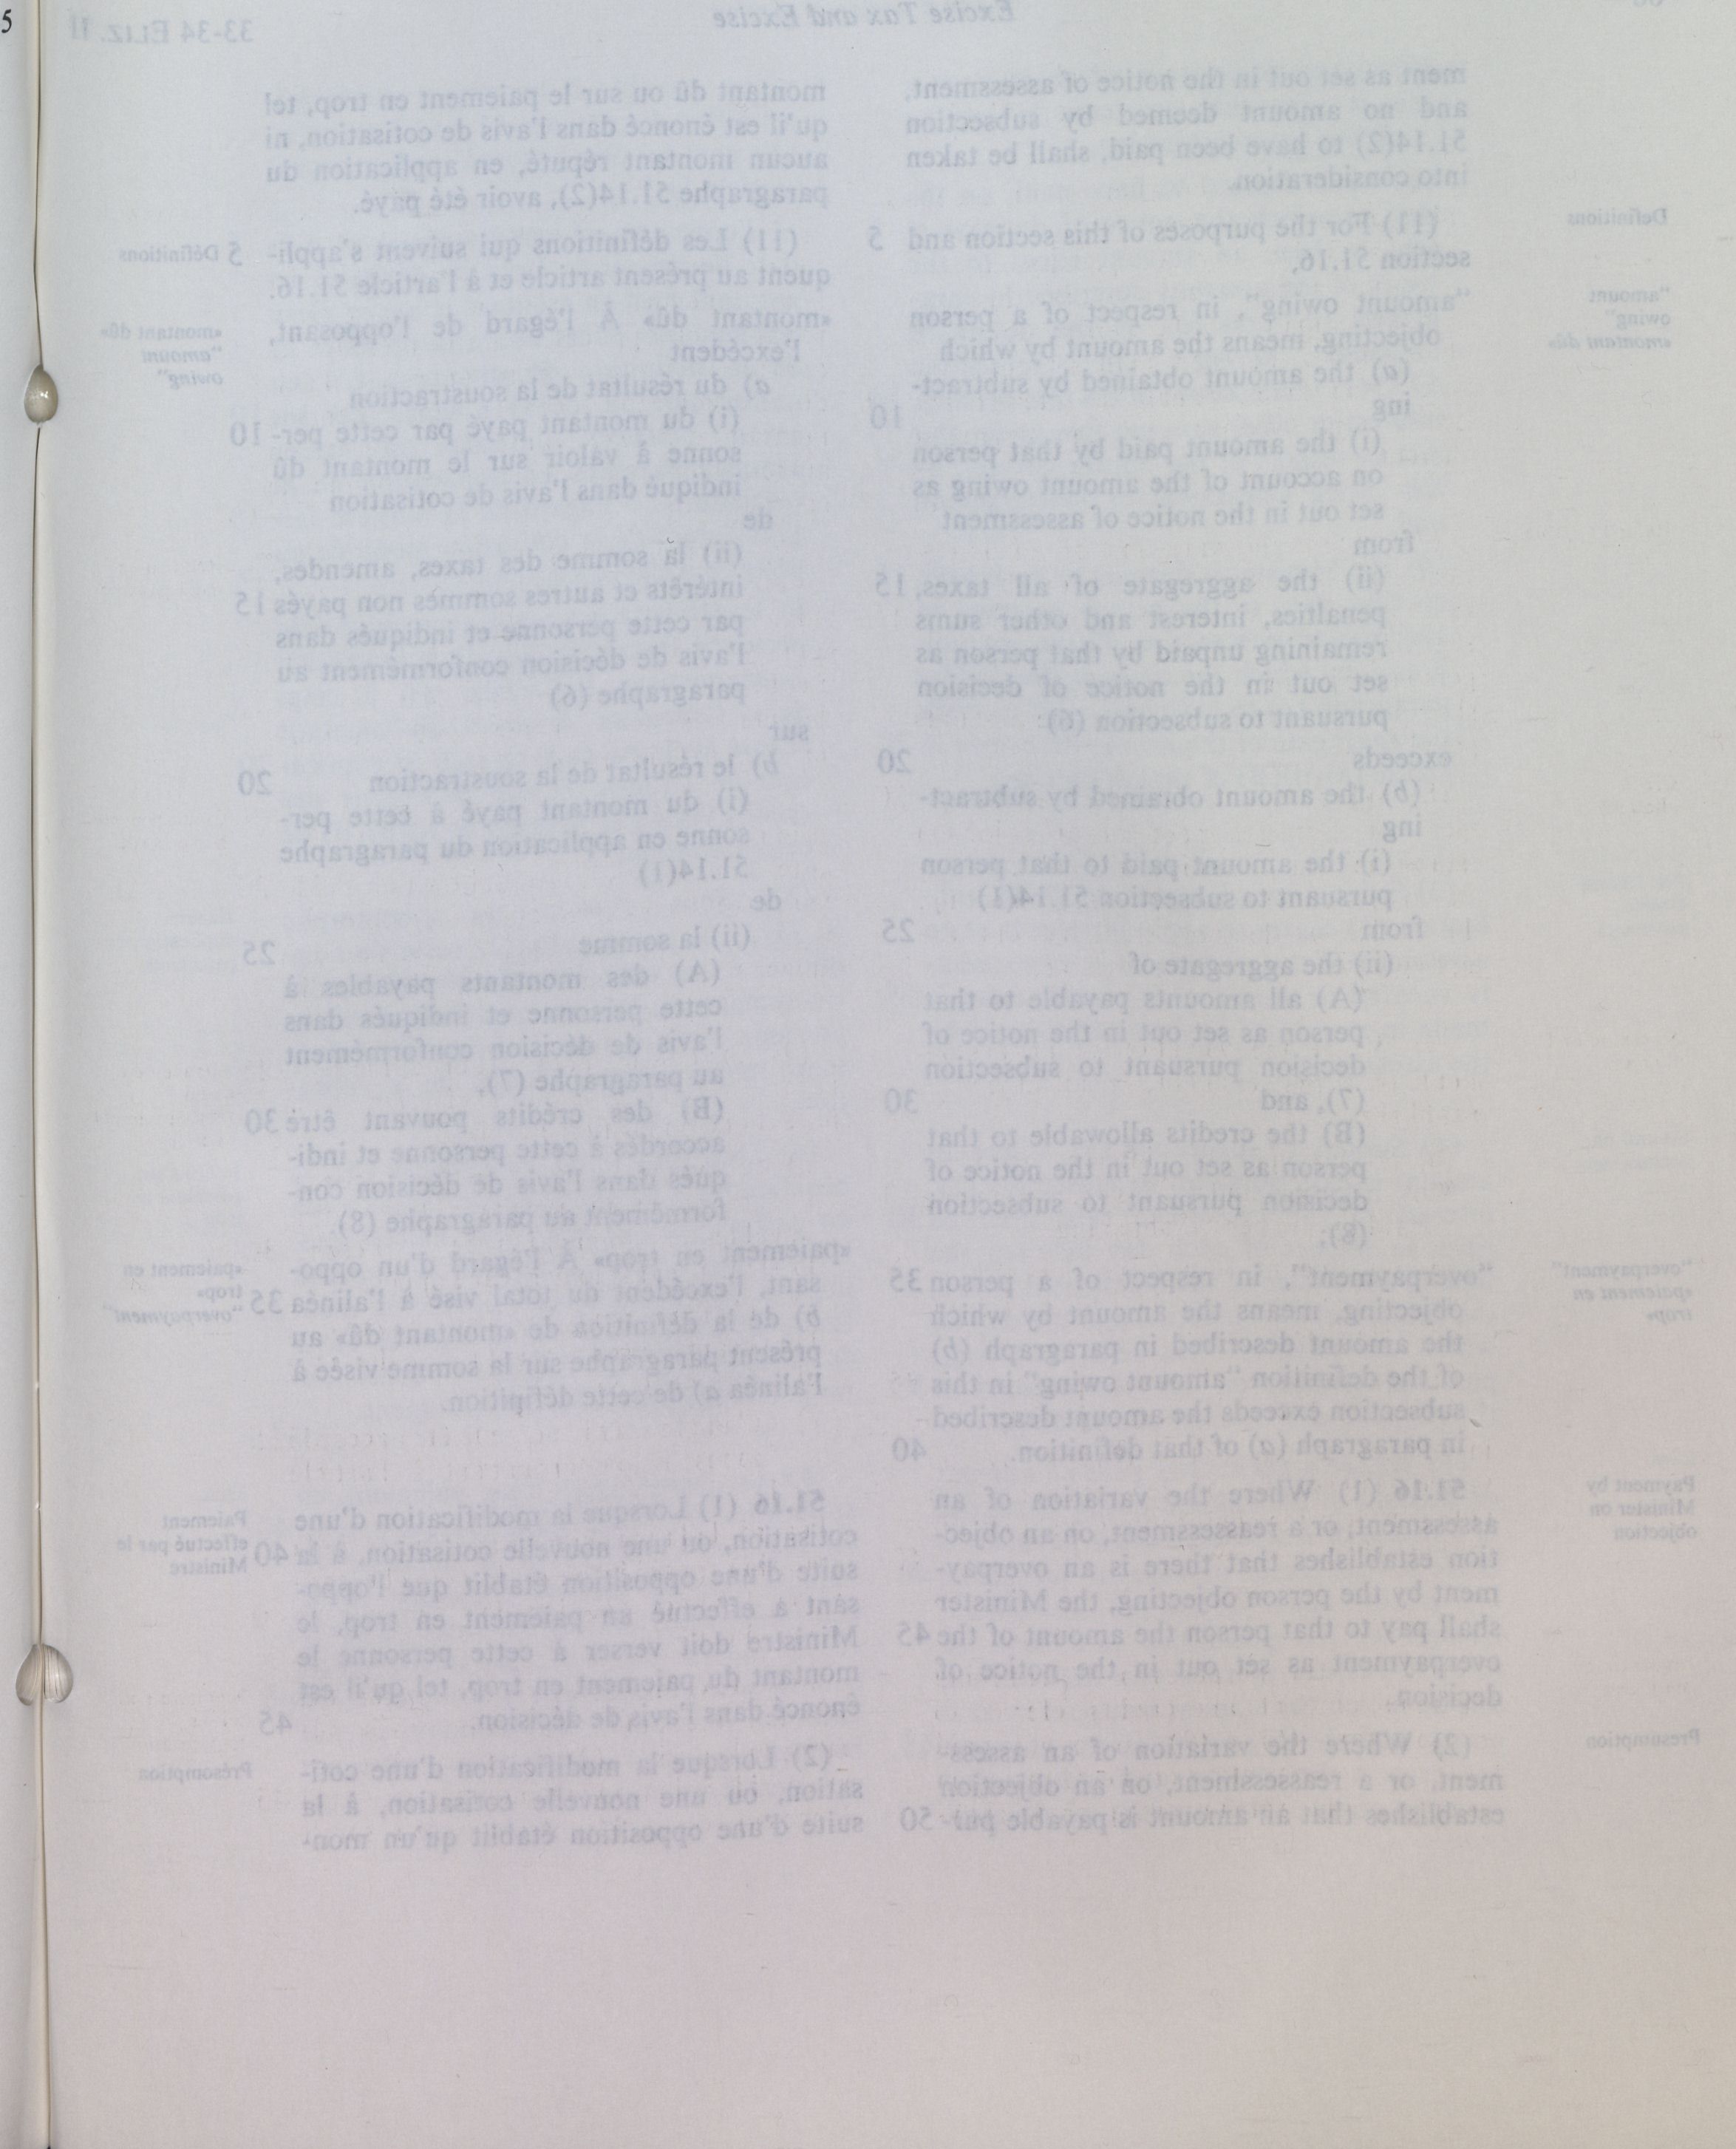 5
Excise Tax and Excise
33-34 ELIZ. II
ment as set out in the notice of assessment,
and no amount deemed by subsection
51.14(2) to have been paid, shall be taken
into consideration.
Definitions
(11) For the purposes of this section and 5
section 51.16,
"amount
owing"
«montant dû»
"amount owing", in respect of a person
objecting, means the amount by which
(a) the amount obtained by subtract-
ing 10
(i) the amount paid by that person
on account of the amount owing as
set out in the notice of assessment
from
(ii) the aggregate of all taxes, 15
penalties, interest and other sums
remaining unpaid by that person as
set out in the notice of decision
pursuant to subsection (6)
exceeds 20
(b) the amount obtained by subtract-
ing
(i) the amount paid to that person
pursuant to subsection 51.14(1)
from 25
(ii) the aggregate of
(A) all amounts payable to that
person as set out in the notice of
decision pursuant to subsection
(7), and 30
(B) the credits allowable to that
person as set out in the notice of
decision pursuant to subsection
(8);
"overpayment"
«paiement en
trop»
"overpayment", in respect of a person 35
objecting, means the amount by which
the amount described in paragraph (b)
of the definition "amount owing" in this
subsection exceeds the amount described
in paragraph (a) of that definition. 40
Payment by
Minister on
objection
51.16 (1) Where the variation of an
assessment, or a reassessment, on an objec-
tion establishes that there is an overpay-
ment by the person objecting, the Minister
shall pay to that person the amount of the 45
overpayment as set out in the notice of
decision.
Presumption
(2) Where the variation of an assess-
ment, or a reassessment, on an objection
establishes that an amount is payable pur- 50
montant dû ou sur le paiement en trop, tel
qu'il est énoncé dans l'avis de cotisation, ni
aucun montant réputé, en application du
paragraphe 51.14(2), avoir été payé.
(11) Les définitions qui suivent s'appli- 5
quent au présent article et à l'article 51.16.
Définitions
«montant dû» À l'égard de l'opposant,
l'excédent
«montant dû»
"amount
owing"
a) du résultat de la soustraction
(i) du montant payé par cette per- 10
sonne à valoir sur le montant dû
indiqué dans l'avis de cotisation
de
(ii) la somme des taxes, amendes,
intérêts et autres sommes non payés 15
par cette personne et indiqués dans
l'avis de décision conformément au
paragraphe (6)
sur
b) le résultat de la soustraction 20
(i) du montant payé à cette per-
sonne en application du paragraphe
51.14(1)
de
(ii) la somme 25
(A) des montants payables à
cette personne et indiqués dans
l'avis de décision conformément
au paragraphe (7),
(B) des crédits pouvant être 30
accordés à cette personne et indi-
qués dans l'avis de décision con-
formément au paragraphe (8).
«paiement en trop» À l'égard d'un oppo-
sant, l'excédent du total visé à l'alinéa 35
b) de la définition de «montant dû» au
présent paragraphe sur la somme visée à
l'alinéa a) de cette définition.
«paiement en
trop»
"overpayment"
51.16 (1) Lorsque la modification d'une
cotisation, ou une nouvelle cotisation, à la 40
suite d'une opposition établit que l'oppo-
sant a effectué un paiement en trop, le
Ministre doit verser à cette personne le
montant du paiement en trop, tel qu'il est
énoncé dans l'avis de décision. 45
Paiement
effectué par le
Ministre
(2) Lorsque la modification d'une coti-
sation, ou une nouvelle cotisation, à la
suite d'une opposition établit qu'un mon-
Présomption